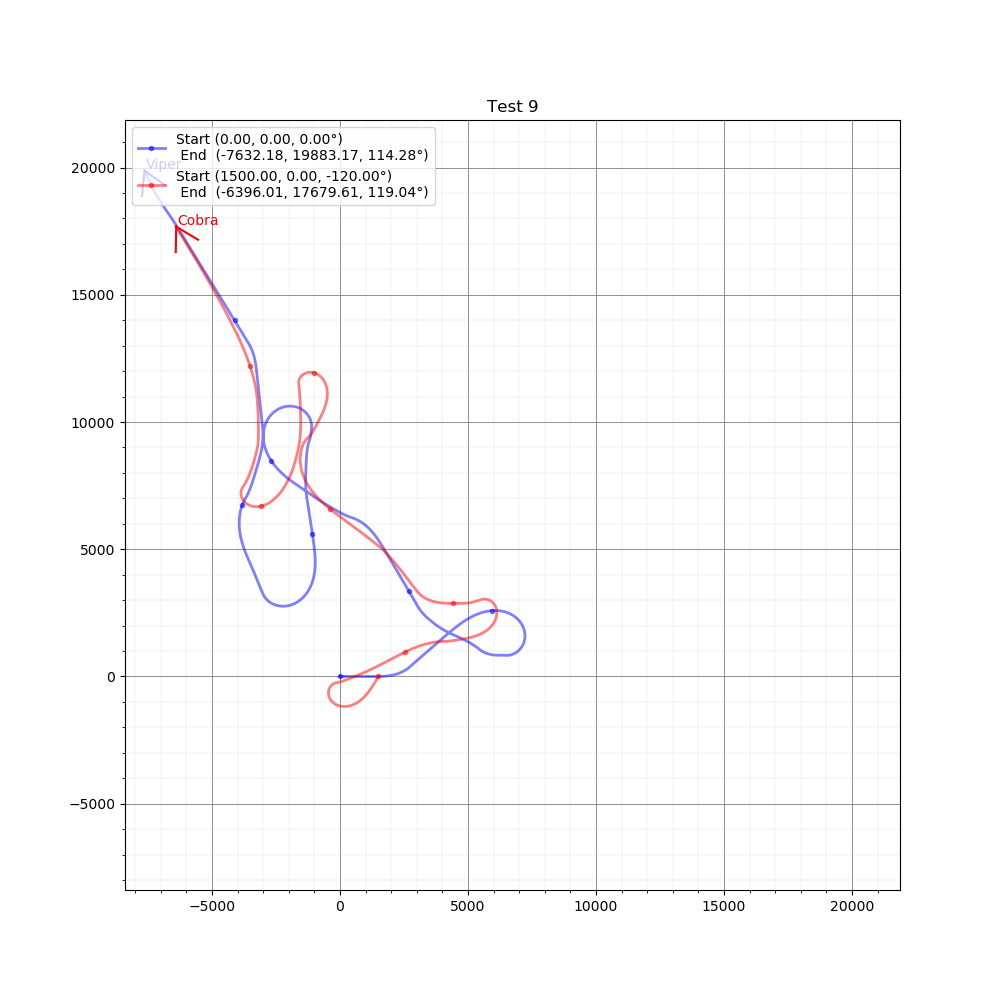 Test 9
Start (0.00, 0.00, 0.00°)
End (-7632.18, 19883.17, 114.28°)
Start (1500.00, 0.00, -120.00°)
End (-6396.01, 17679.61, 119.04°)
Viper
Cobra
20000
15000
10000
5000
0
−5000
−5000 0 5000 10000 15000 20000